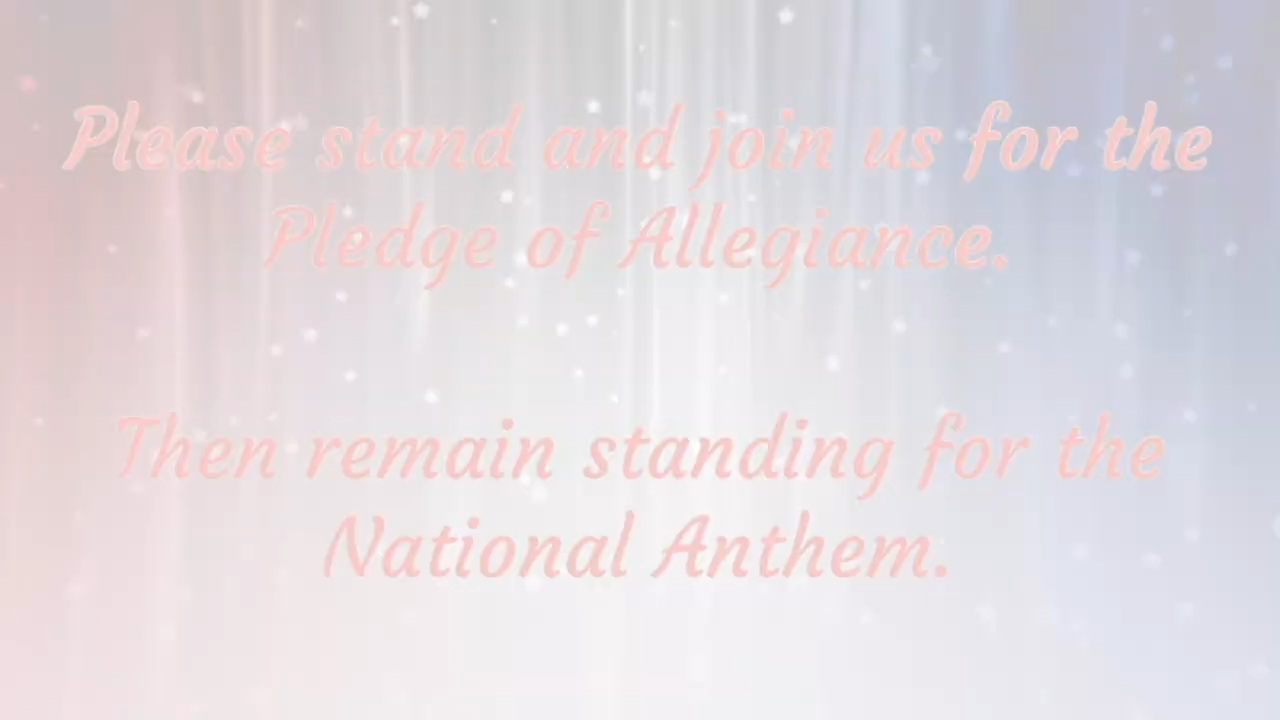 Please stand and join us for the
Pledge of Allegiance.
Then remain standing for the
National Anthem.